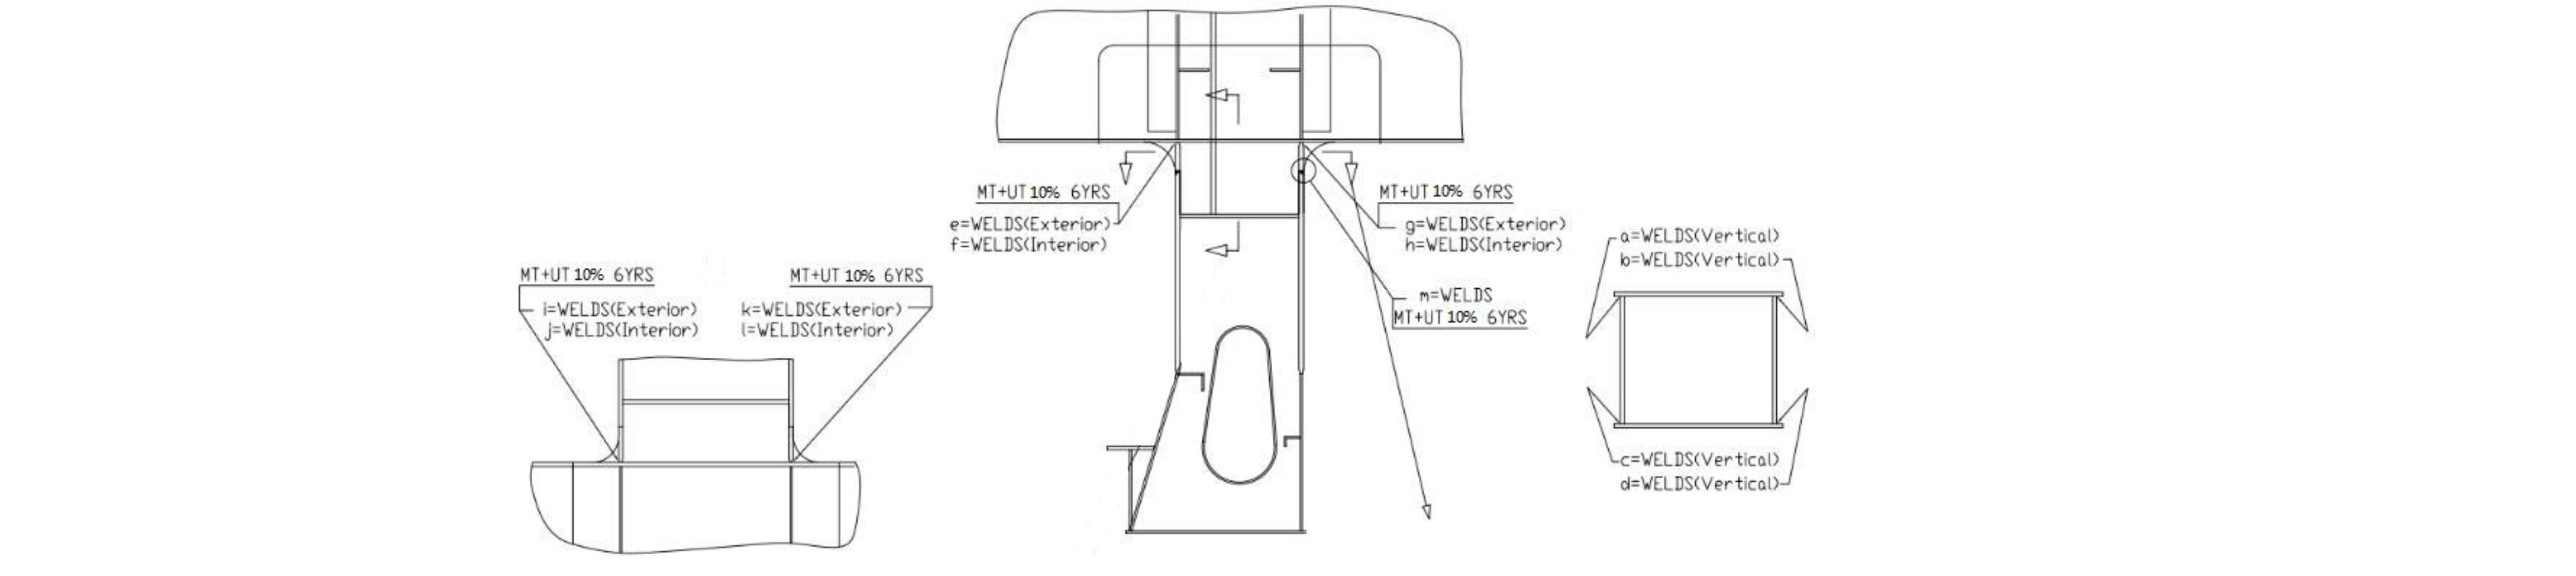 MT+UT 10% 6YRS
i=WELDS(Exterior)
j=WELDS(Interior)
MT+UT 10% 6YRS
k=WELDS(Exterior)
l=WELDS(Interior)
MT+UT 10% 6YRS
e=WELDS(Exterior)
f=WELDS(Interior)
MT+UT 10% 6YRS
g=WELDS(Exterior)
h=WELDS(Interior)
m=WELDS
MT+UT 10% 6YRS
a=WELDS(Vertical)
b=WELDS(Vertical)
c=WELDS(Vertical)
d=WELDS(Vertical)